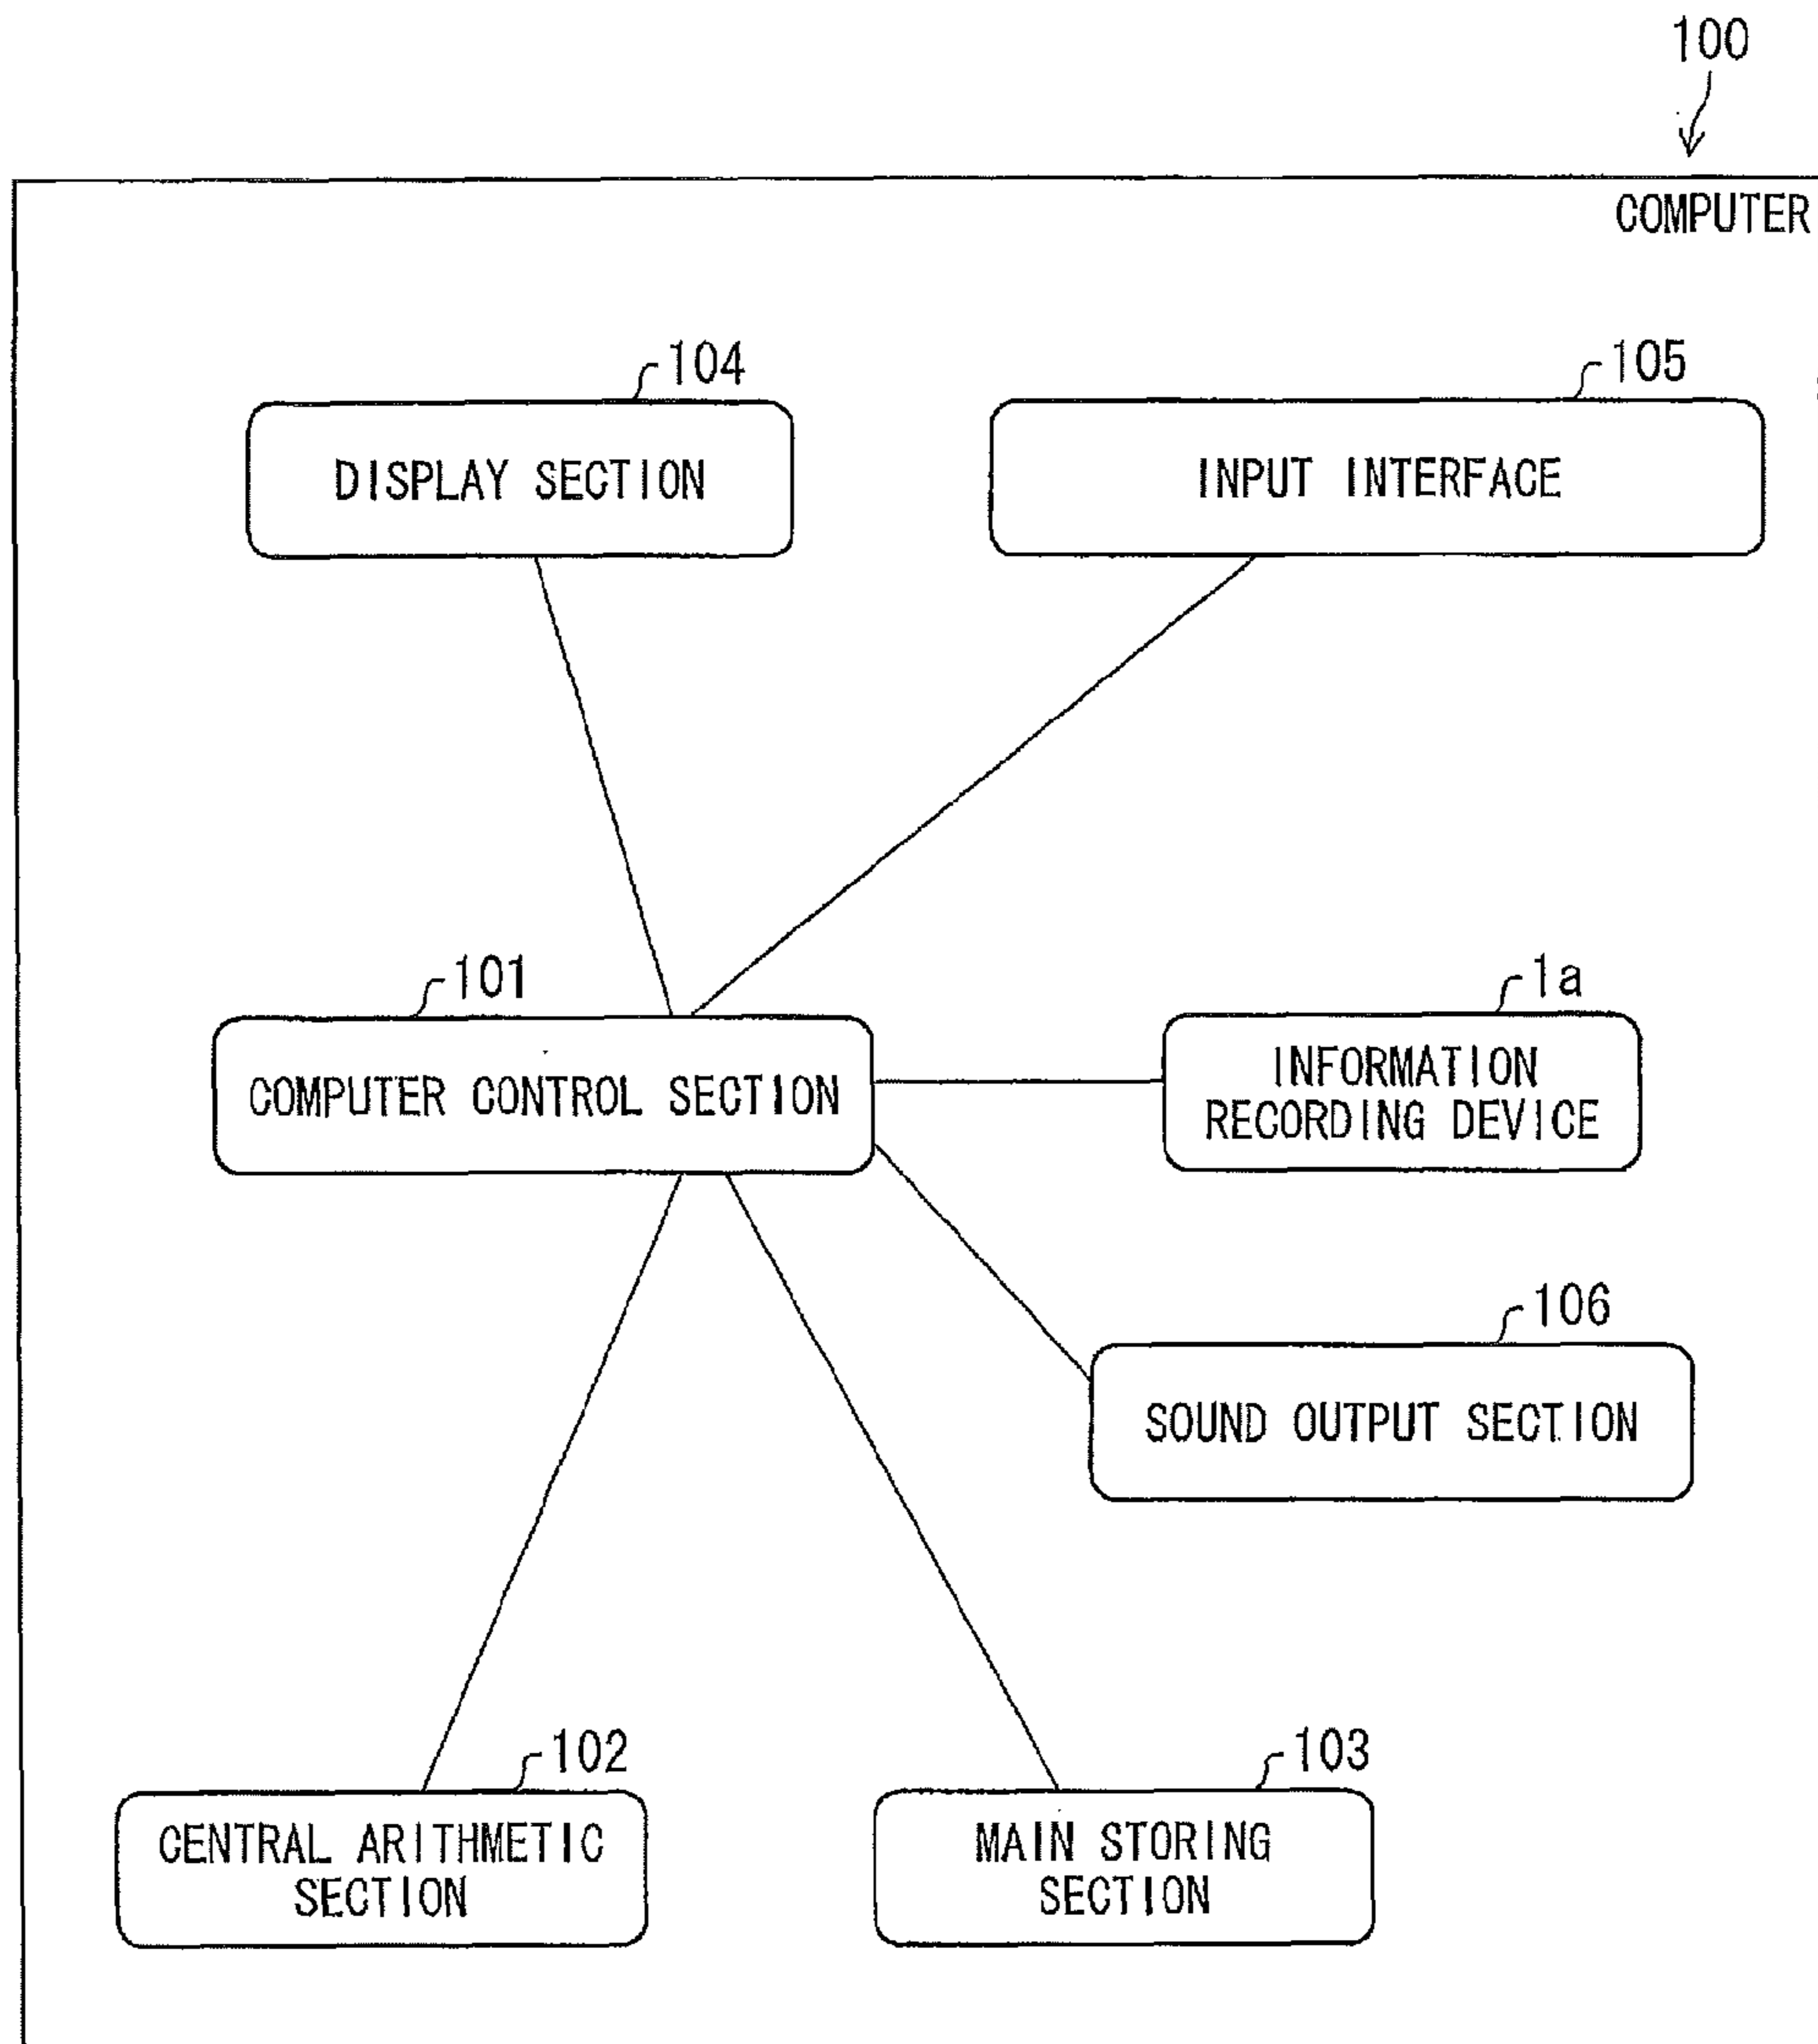 100
COMPUTER
104
DISPLAY SECTION
105
INPUT INTERFACE
101
COMPUTER CONTROL SECTION
1a
INFORMATION
RECORDING DEVICE
106
SOUND OUTPUT SECTION
102
CENTRAL ARITHMETIC
SECTION
103
MAIN STORING
SECTION